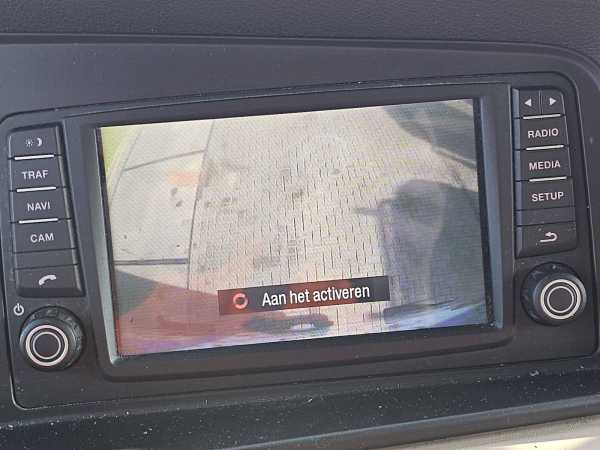 TRAF
NAVI
CAM
RADIO
MEDIA
SETUP
Aan het activeren